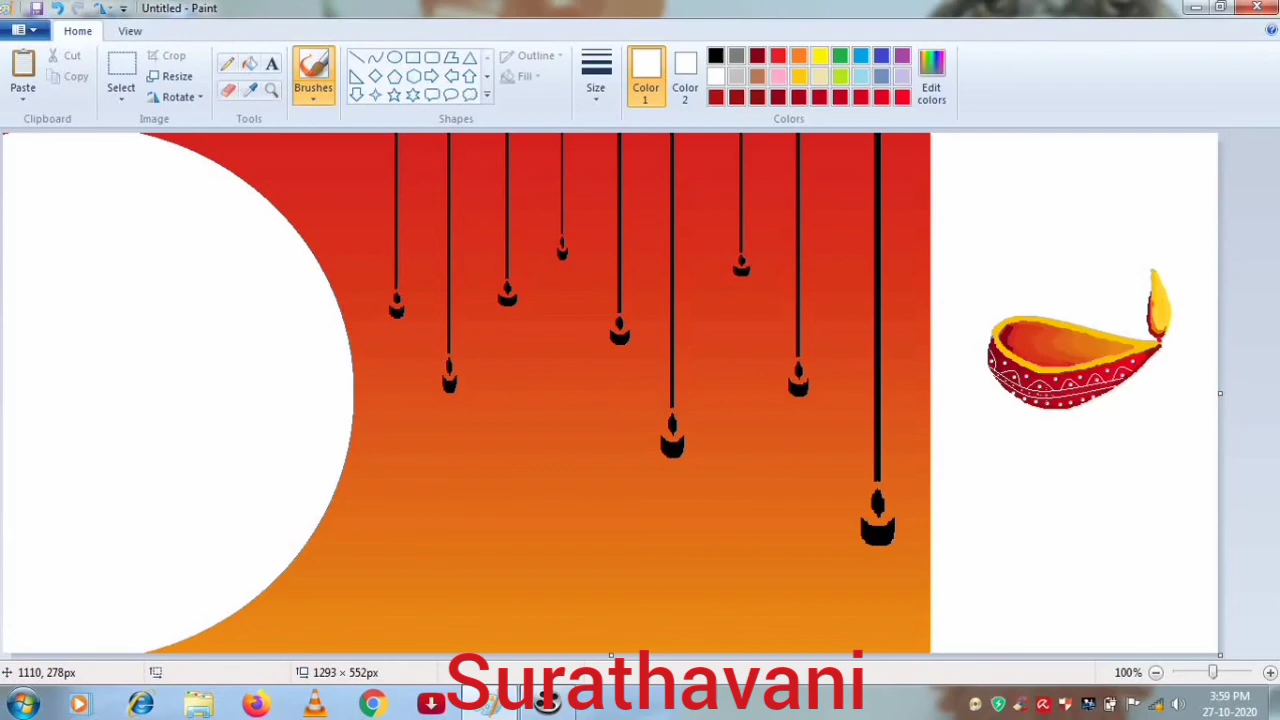 Untitled - Paint
Home View
Paste
Cut
Copy
Clipboard
Select
Crop
Resize
Rotate
Image
Tools
Brushes
Shapes
Outline
Fill
Size
Color 1
Color 2
Edit colors
Colors
1110, 278px
1293 × 552px
100%
Surathavani
3:59 PM
27-10-2020